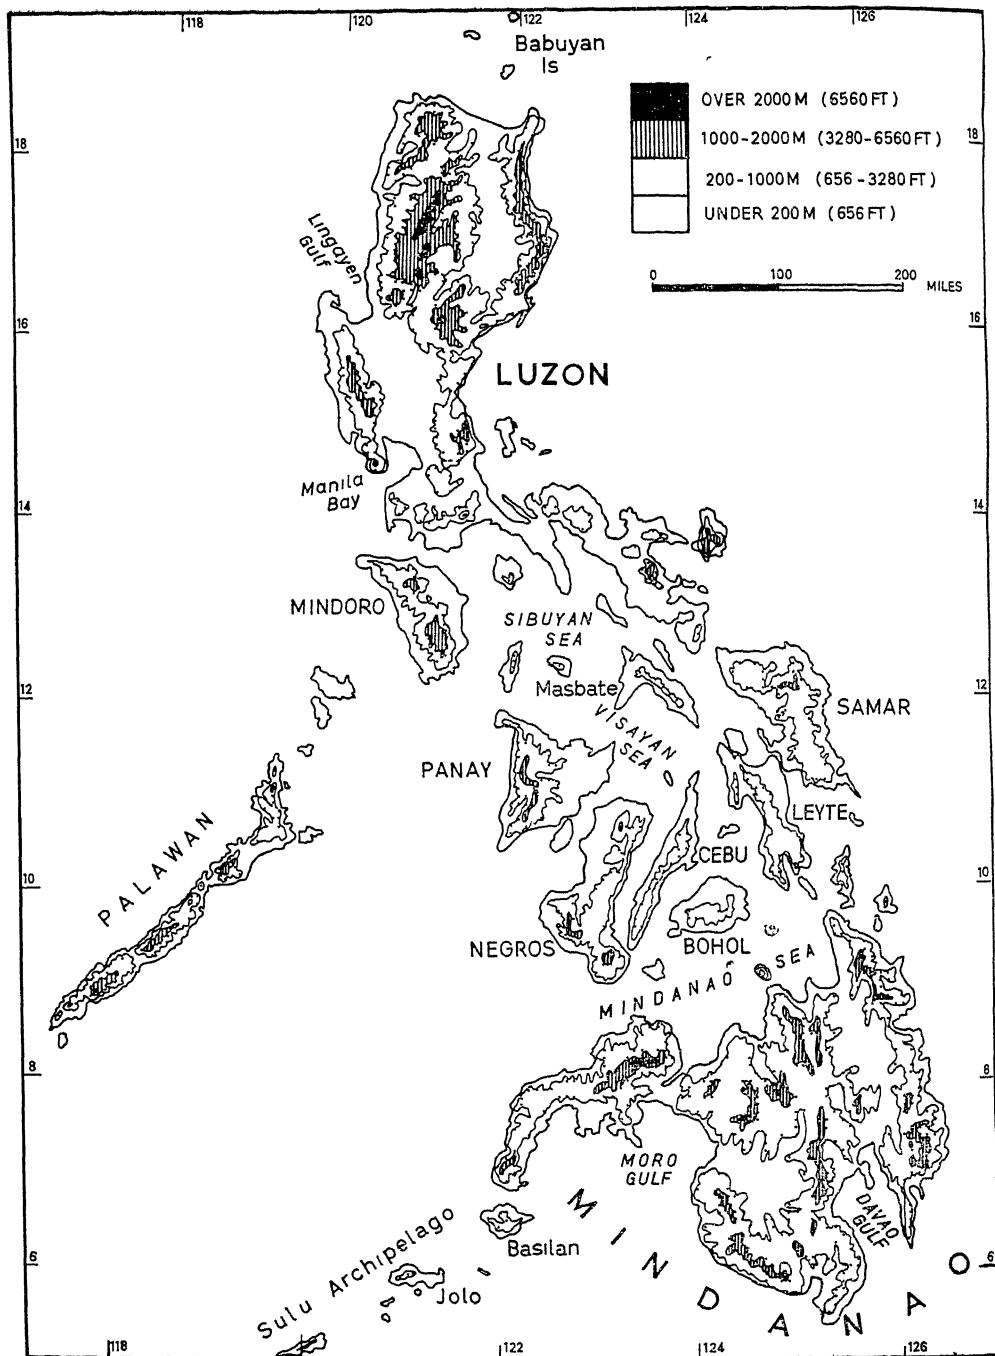 118
120
122
124
126
Babuyan
Is
OVER 2000 M (6560 FT)
1000-2000 M (3280-6560 FT)
200-1000 M (656-3280 FT)
UNDER 200 M (656 FT)
18
18
Lingayen
Gulf
0
100
200
MILES
16
16
LUZON
Manila
Bay
14
14
MINDORO
SIBUYAN
SEA
Masbate
12
12
SAMAR
VISAYAN
SEA
PANAY
LEYTE
PALAWAN
CEBU
10
10
NEGROS
BOHOL
MINDANAO SEA
8
8
MORO
GULF
DAVAO
GULF
MINDANAO
Basilan
Sulu Archipelago
6
6
Jolo
118
122
124
126